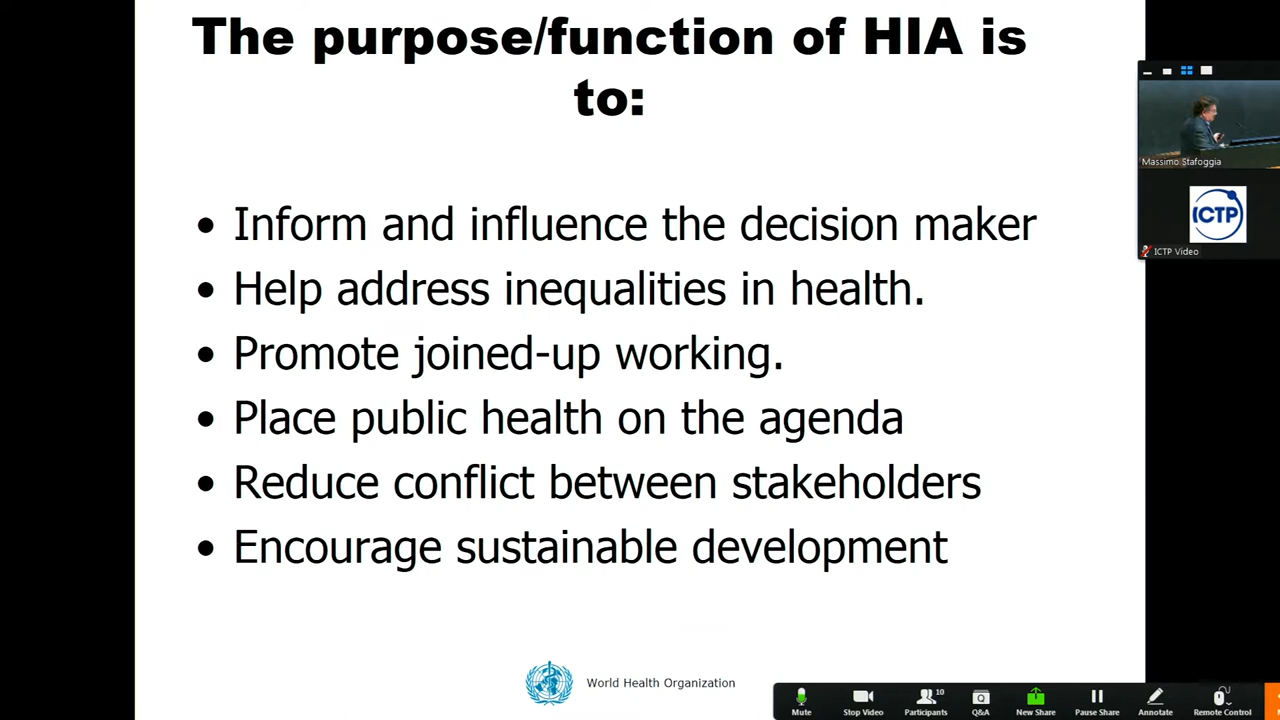 The purpose/function of HIA is
to:
• Inform and influence the decision maker
• Help address inequalities in health.
• Promote joined-up working.
• Place public health on the agenda
• Reduce conflict between stakeholders
• Encourage sustainable development
World Health Organization
Massimo Stafoggia
ICTP
ICTP Video
10
Mute
Stop Video
Participants
Q&A
New Share
Pause Share
Annotate
Remote Control